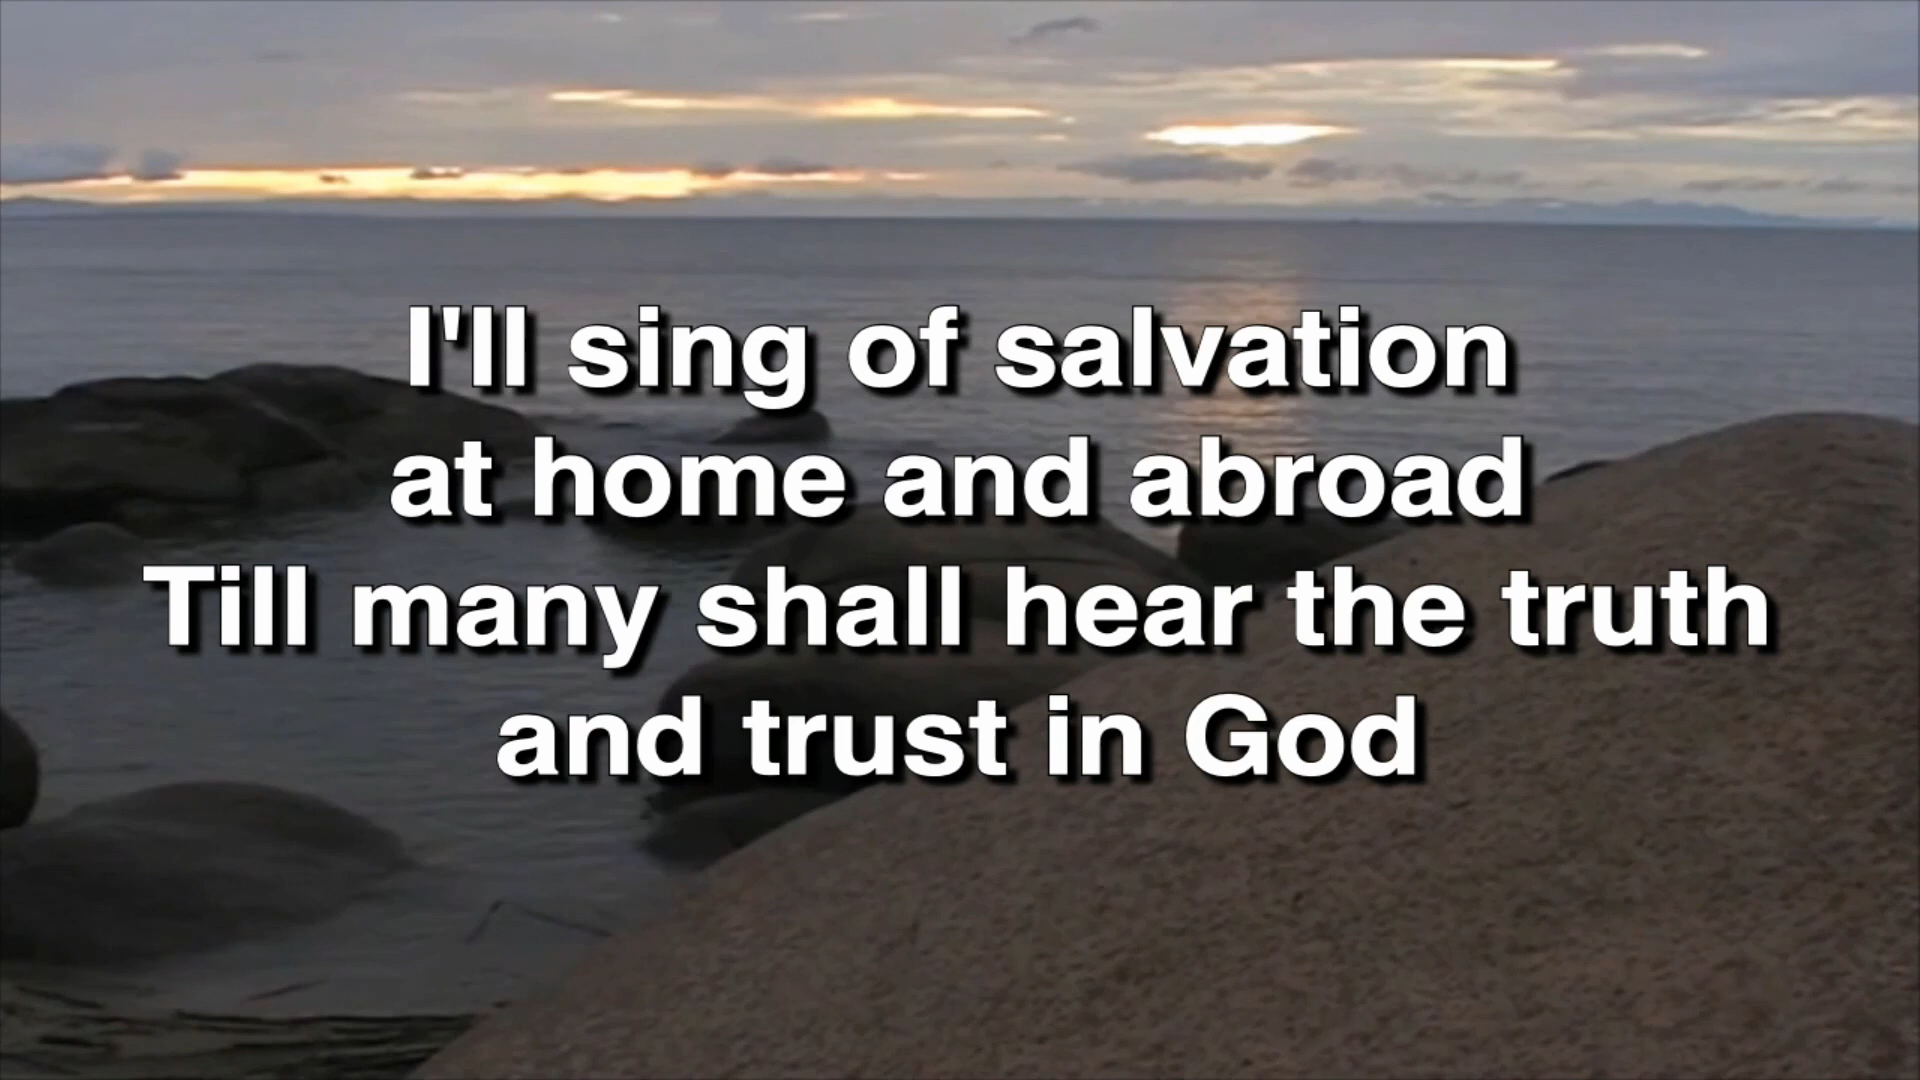 I'll sing of salvation
at home and abroad
Till many shall hear the truth
and trust in God